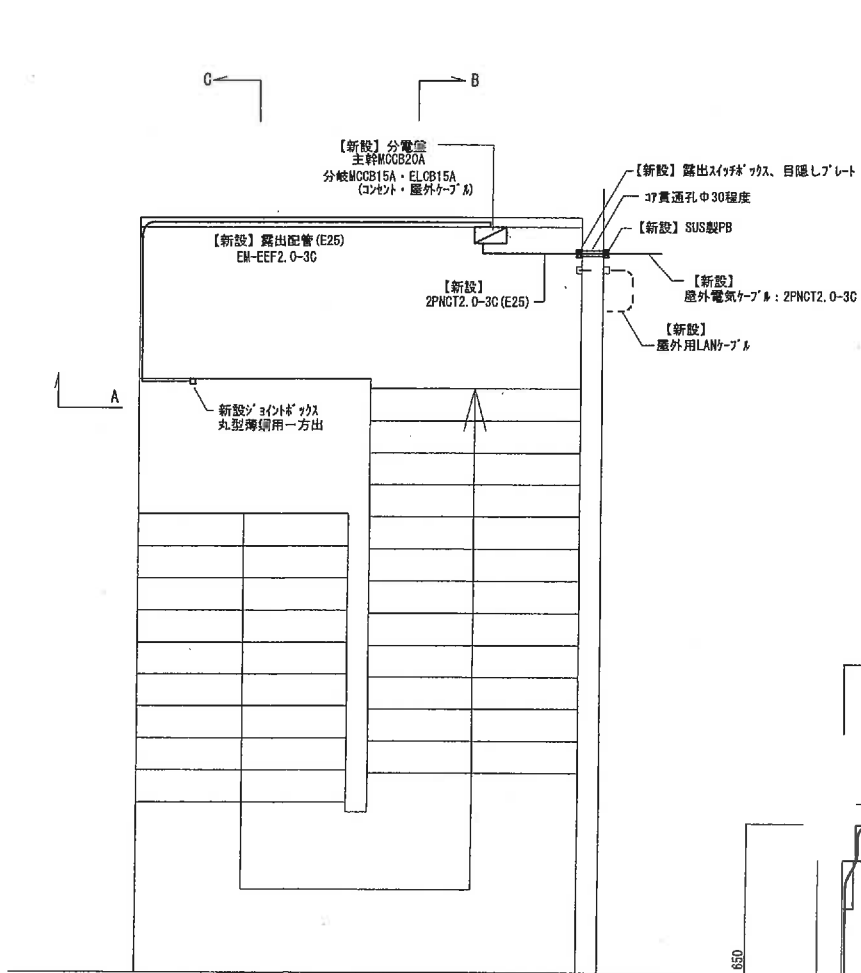 C
B
【新設】分電盤
主幹MCCB20A
分岐MCCB15A・ELCB15A
(コンセント・屋外ケーブル)
【新設】露出スイッチボックス、目隠しプレート
コア貫通孔Φ30程度
【新設】SUS製PB
【新設】露出配管(E25)
EM-EEF2.0-3C
【新設】
2PNCT2.0-3C(E25)
【新設】
屋外電気ケーブル：2PNCT2.0-3C
【新設】
屋外用LANケーブル
A
新設ジョイントボックス
丸型薄鋼用一方出
650